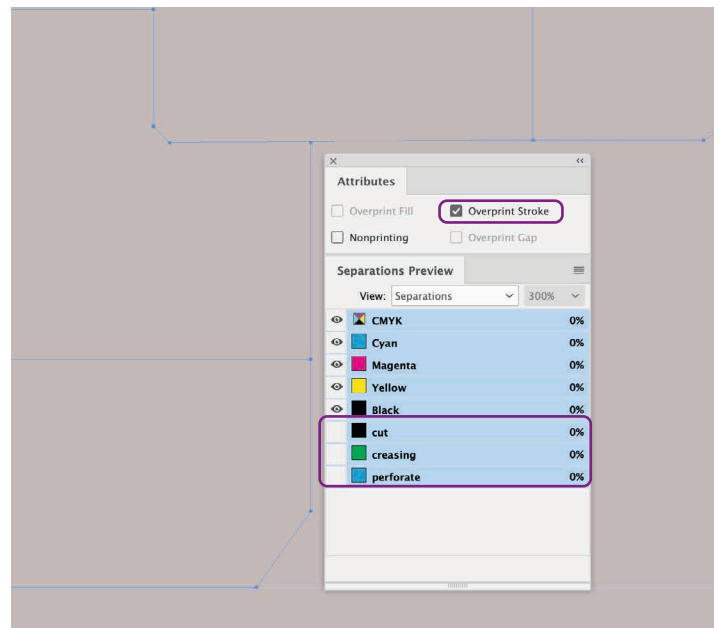 Attributes
Overprint Fill Overprint Stroke
Nonprinting Overprint Gap
Separations Preview
View: Separations 300%
CMYK 0%
Cyan 0%
Magenta 0%
Yellow 0%
Black 0%
cut 0%
creasing 0%
perforate 0%